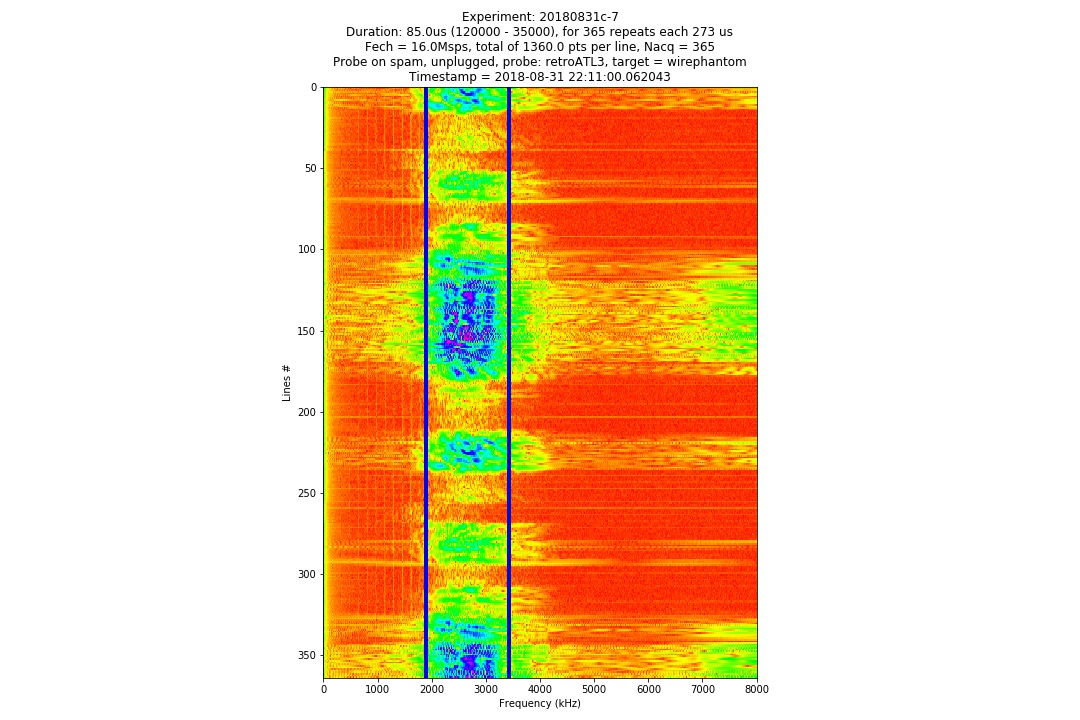 Experiment: 20180831c-7
Duration: 85.0us (120000 - 35000), for 365 repeats each 273 us
Fech = 16.0Msps, total of 1360.0 pts per line, Nacq = 365
Probe on spam, unplugged, probe: retroATL3, target = wirephantom
Timestamp = 2018-08-31 22:11:00.062043
0
50
100
150
200
250
300
350
Lines #
0 1000 2000 3000 4000 5000 6000 7000 8000
Frequency (kHz)